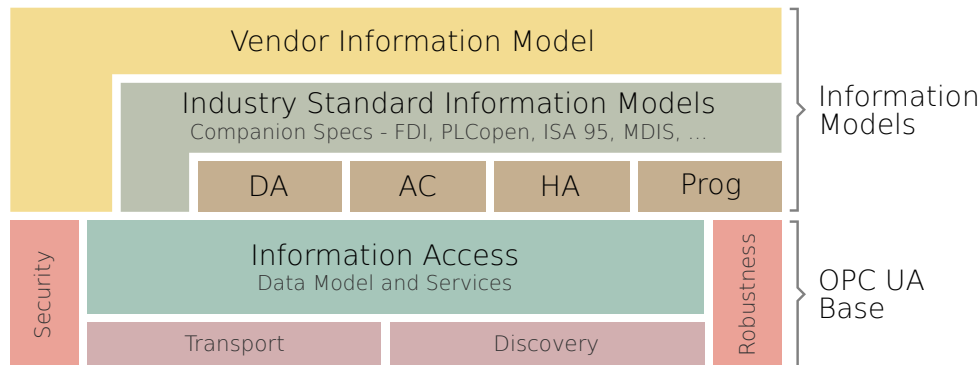 Vendor Information Model
Industry Standard Information Models
Companion Specs - FDI, PLCopen, ISA 95, MDIS, ...
DA
AC
HA
Prog
Information
Models
Security
Information Access
Data Model and Services
Transport
Discovery
Robustness
OPC UA
Base